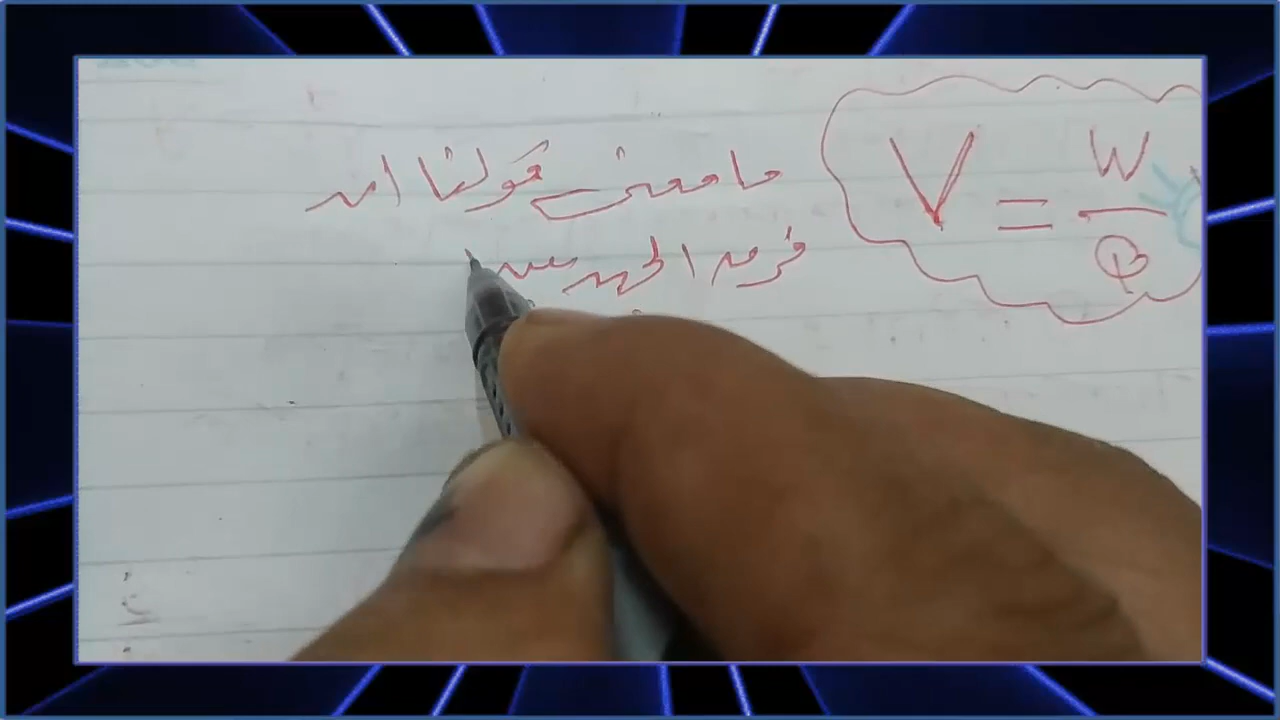 ما معنى قولنا ان
فرق الجهد بين
V = W / Q